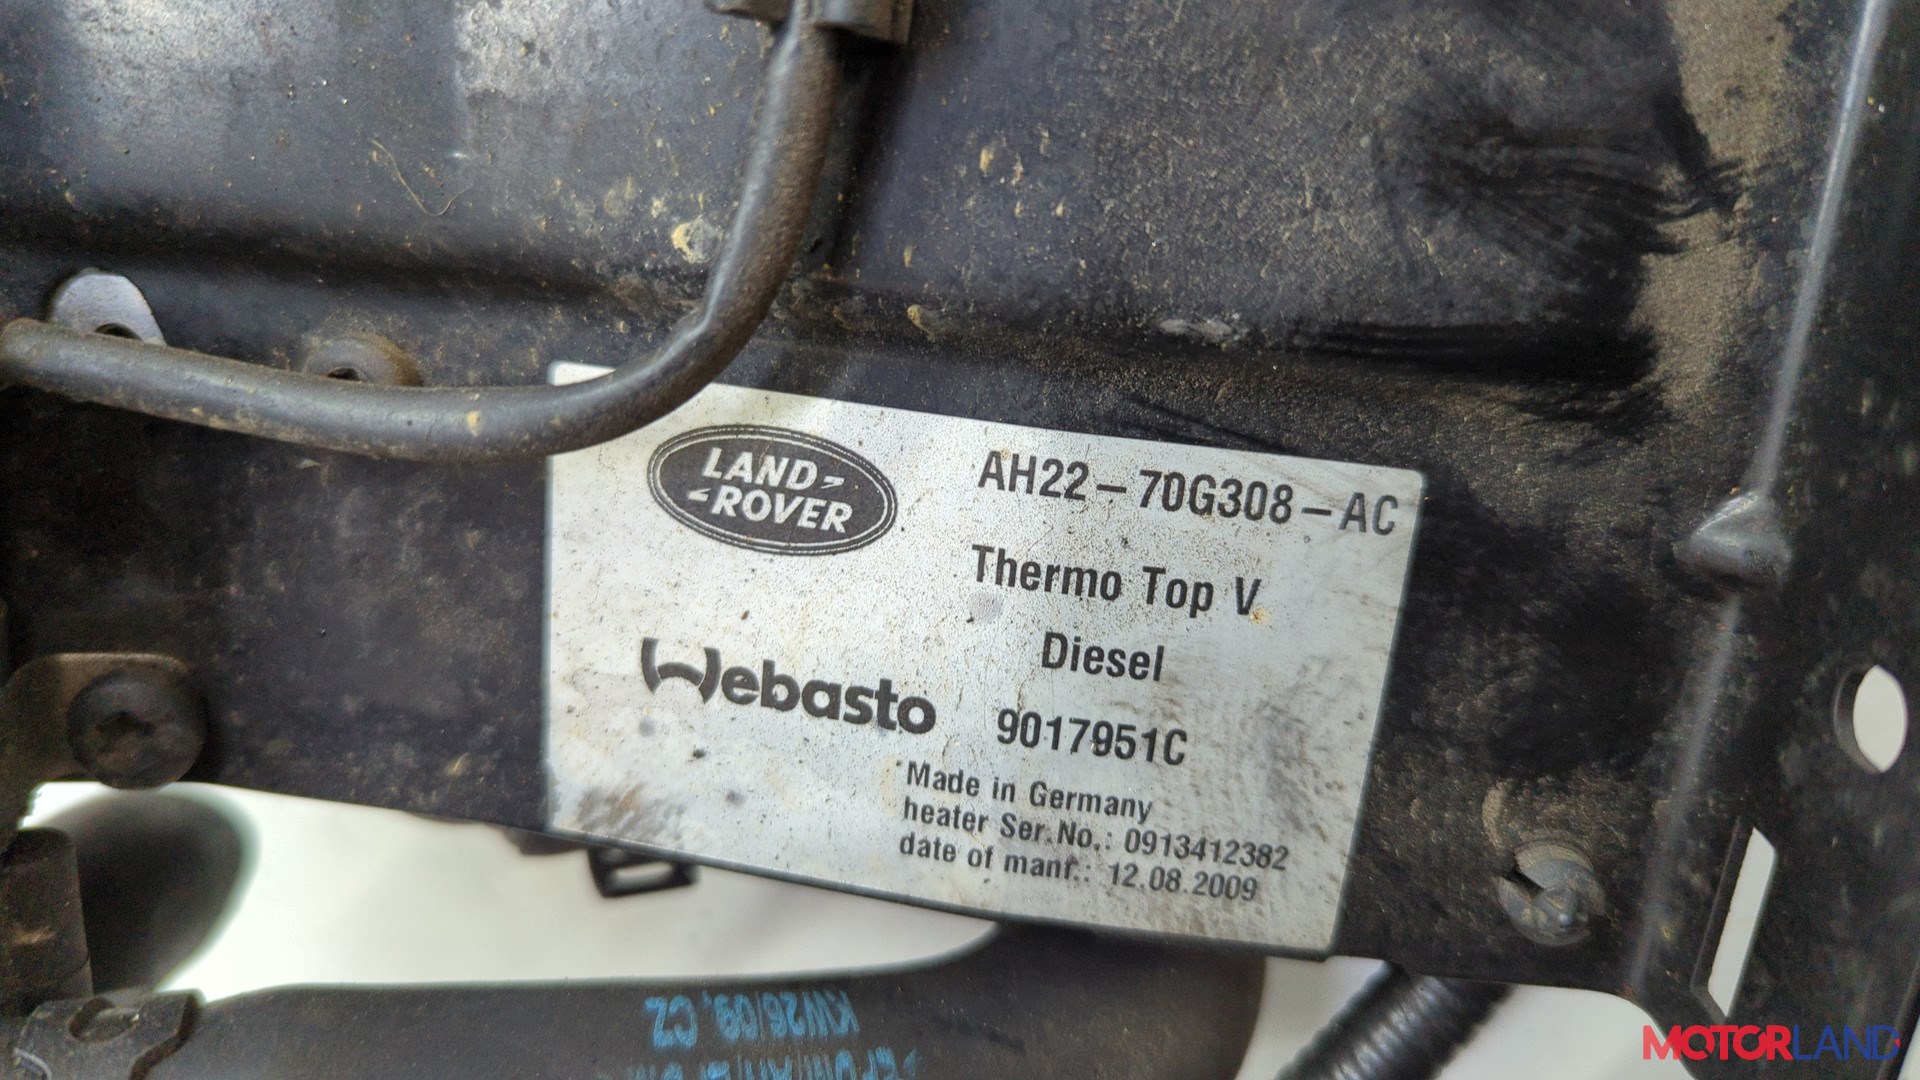 LAND
ROVER
AH22-70G308-AC
Thermo Top V
Diesel
Webasto
9017951C
Made in Germany
heater Ser.No.: 0913412382
date of manf.: 12.08.2009
KW26/09, CZ
MOTORLAND